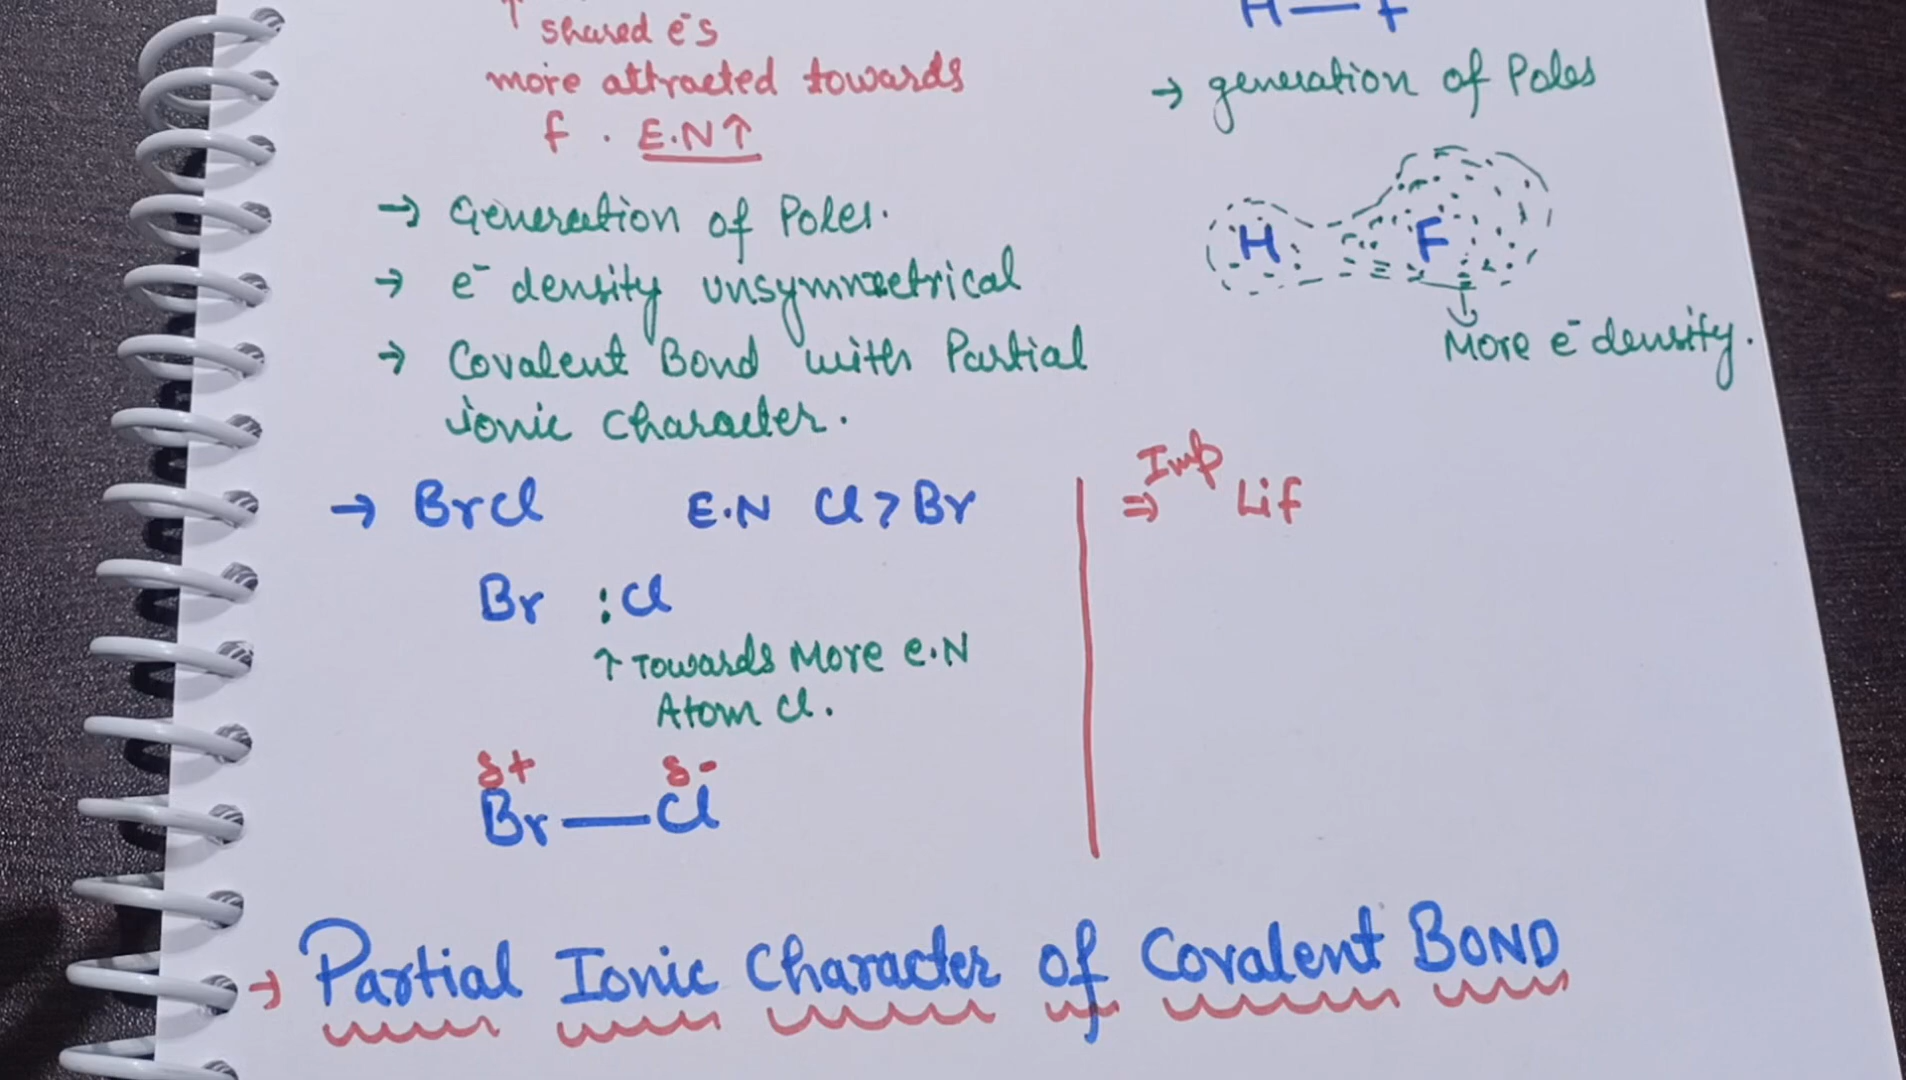 ↑ shared e⁻s
more attracted towards
f . E.N↑
→ Generation of Poles.
→ e⁻ density unsymmetrical
→ Covalent Bond with Partial
ionic character.
H—F
→ generation of Poles
H F
More e⁻ density.
→ BrCl E.N Cl > Br
Br :Cl
↑ Towards More e.N
Atom Cl.
δ+ δ-
Br—Cl
Imp
⇒ Lif
→ Partial Ionic Character of Covalent BOND